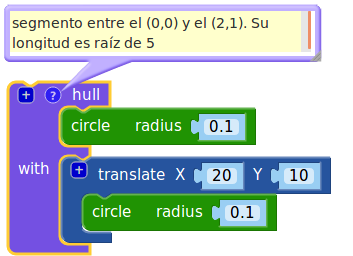 segmento entre el (0,0) y el (2,1). Su
longitud es raíz de 5
+ ? hull
circle radius 0.1
with
+ translate X 20 Y 10
circle radius 0.1